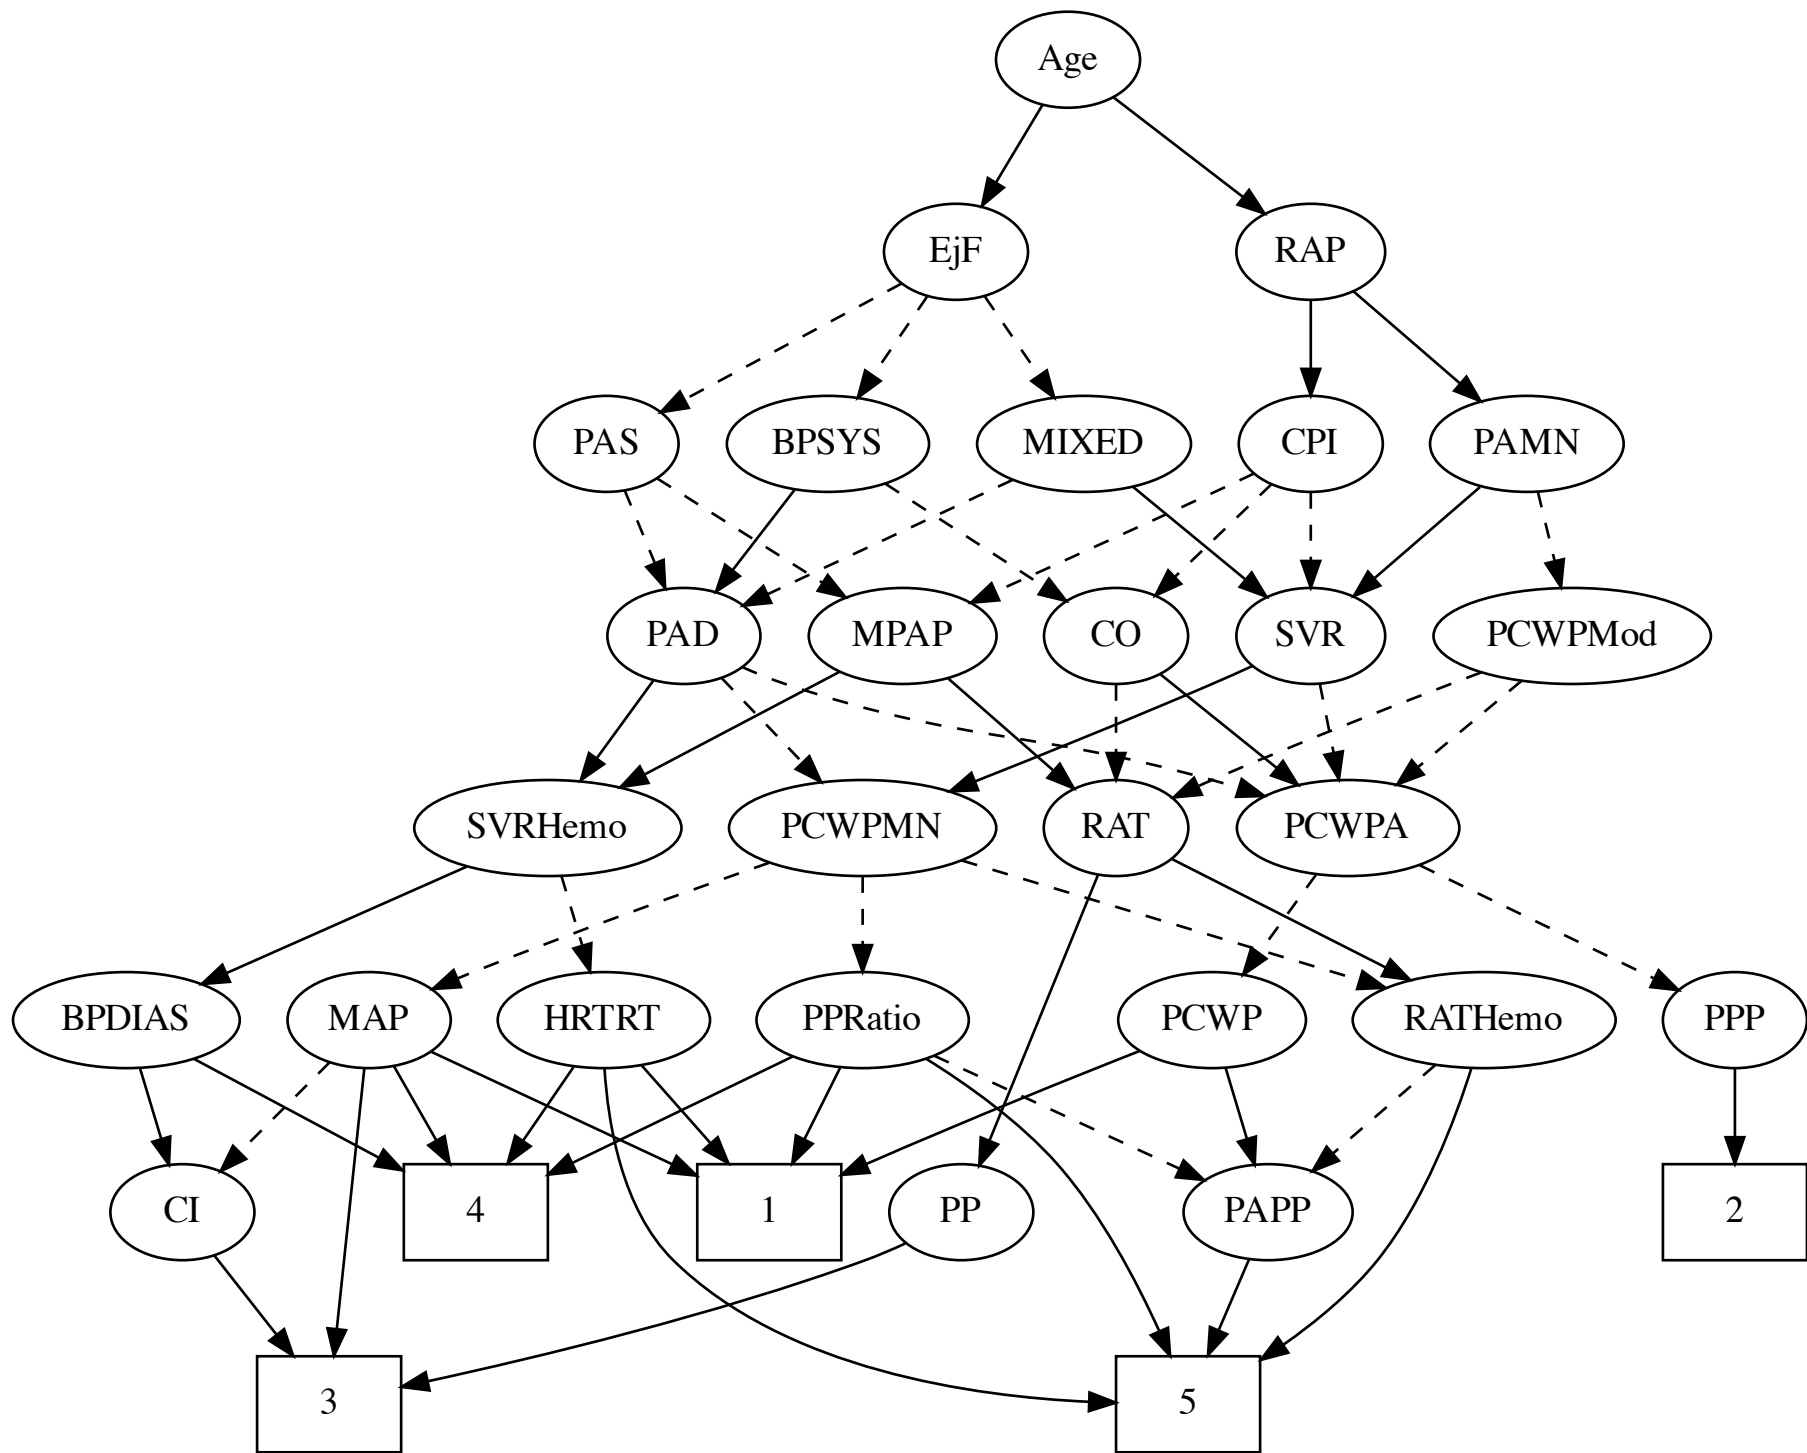 Age
EjF
RAP
PAS
BPSYS
MIXED
CPI
PAMN
PAD
MPAP
CO
SVR
PCWPMod
SVRHemo
PCWPMN
RAT
PCWPA
BPDIAS
MAP
HRTRT
PPRatio
PCWP
RATHemo
PPP
CI
4
1
PP
PAPP
2
3
5